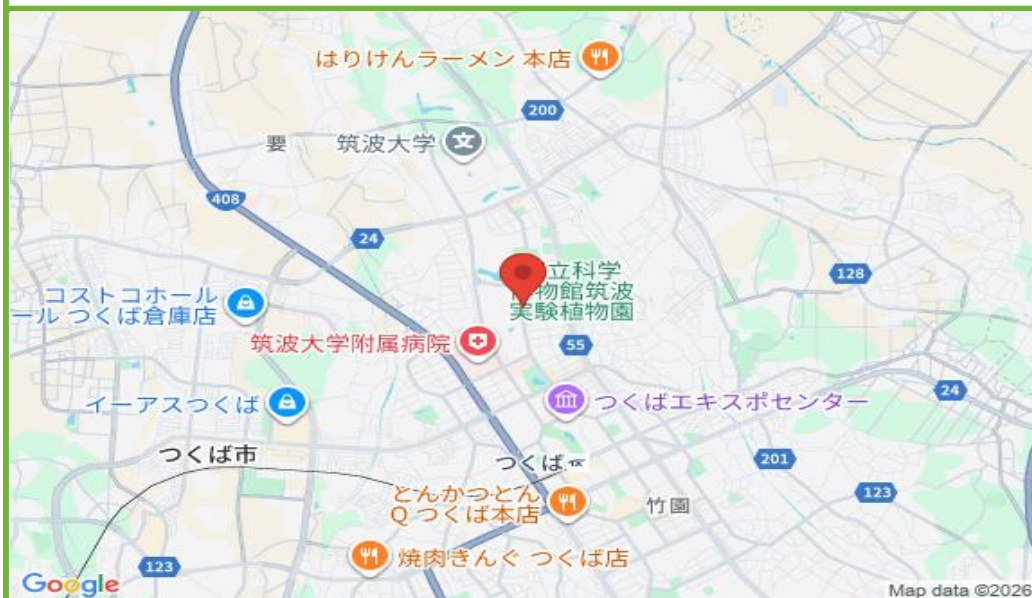 はりけんラーメン 本店
200
要
筑波大学
文
408
24
立科学
物館筑波
実験植物園
128
コストコホール
ール つくば倉庫店
筑波大学附属病院
55
イーアスつくば
つくばエキスポセンター
24
つくば市
つくば
201
とんかつとん
Q つくば本店
123
竹園
焼肉きんぐ つくば店
123
Google
Map data ©2026